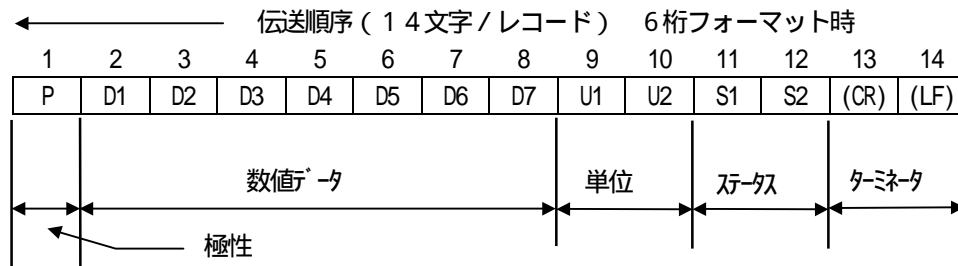 伝送順序(14文字/レコード) 6桁フォーマット時
1 2 3 4 5 6 7 8 9 10 11 12 13 14
P D1 D2 D3 D4 D5 D6 D7 U1 U2 S1 S2 (CR) (LF)
数値ﾃﾞｰﾀ 単位 ｽﾃｰﾀｽ ﾀｰﾐﾈｰﾀ
極性